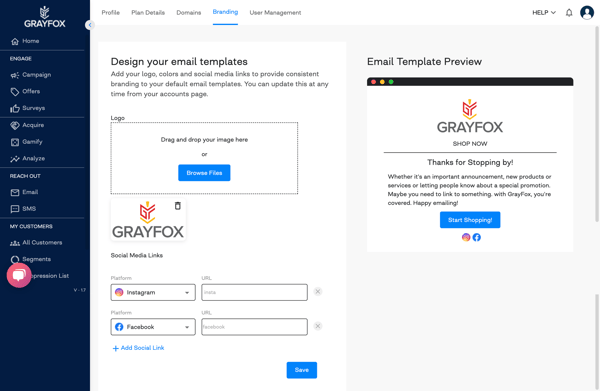 GRAYFOX
Profile
Plan Details
Domains
Branding
User Management
HELP
Home
ENGAGE
Campaign
Offers
Surveys
Acquire
Gamify
Analyze
REACH OUT
Email
SMS
MY CUSTOMERS
All Customers
Segments
pression List
V - 1.7
Design your email templates
Add your logo, colors and social media links to provide consistent
branding to your default email templates. You can update this at any
time from your accounts page.
Logo
Drag and drop your image here
or
Browse Files
GRAYFOX
Social Media Links
Platform
URL
Instagram
insta
Platform
URL
Facebook
facebook
+ Add Social Link
Save
Email Template Preview
GRAYFOX
SHOP NOW
Thanks for Stopping by!
Whether it's an important announcement, new products or
services or letting people know about a special promotion.
Maybe you need to link to something, with GrayFox, you're
covered. Happy emailing!
Start Shopping!